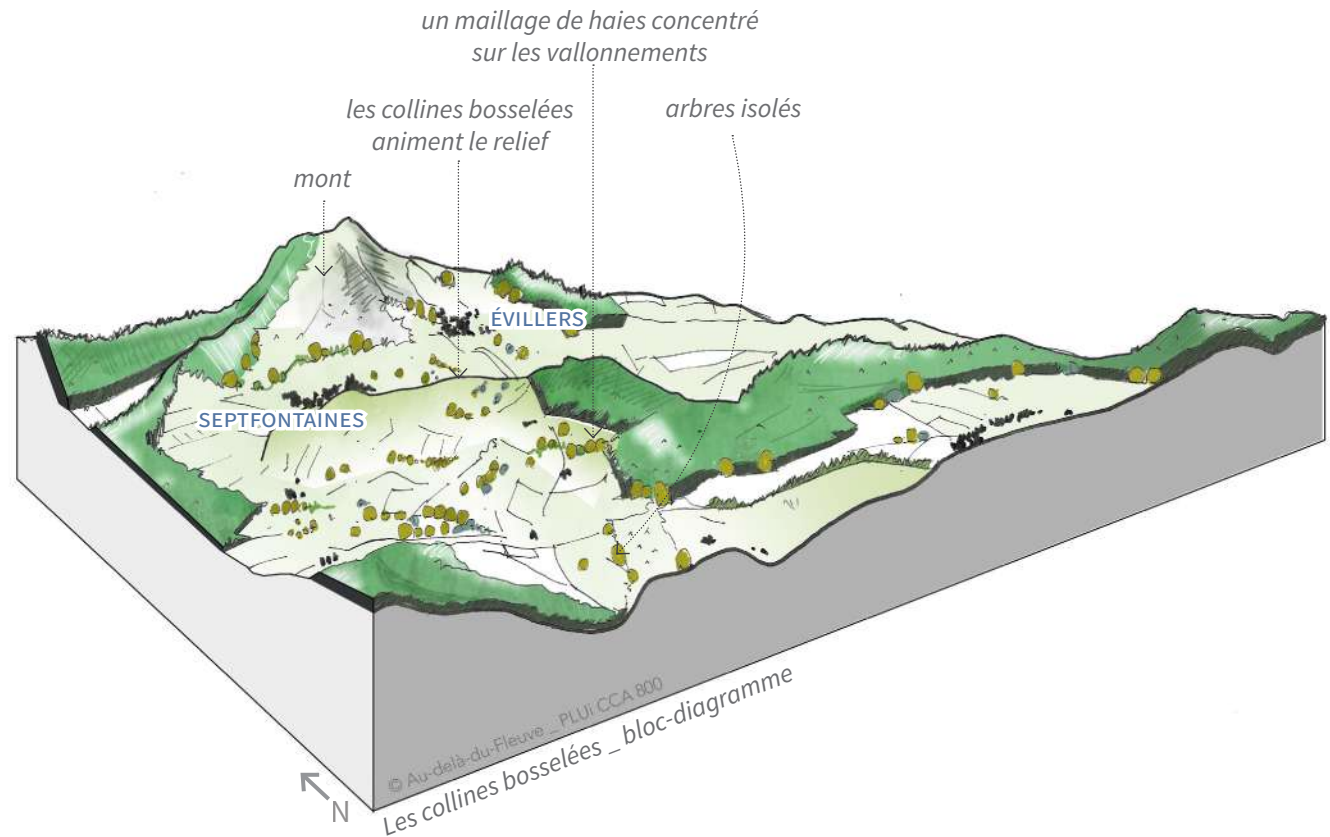 un maillage de haies concentré
sur les vallonnements
les collines bosselées
animent le relief
arbres isolés
mont
ÉVILLERS
SEPTFONTAINES
© Au-delà-du-Fleuve _ PLUi CCA 800
Les collines bosselées _ bloc-diagramme
N